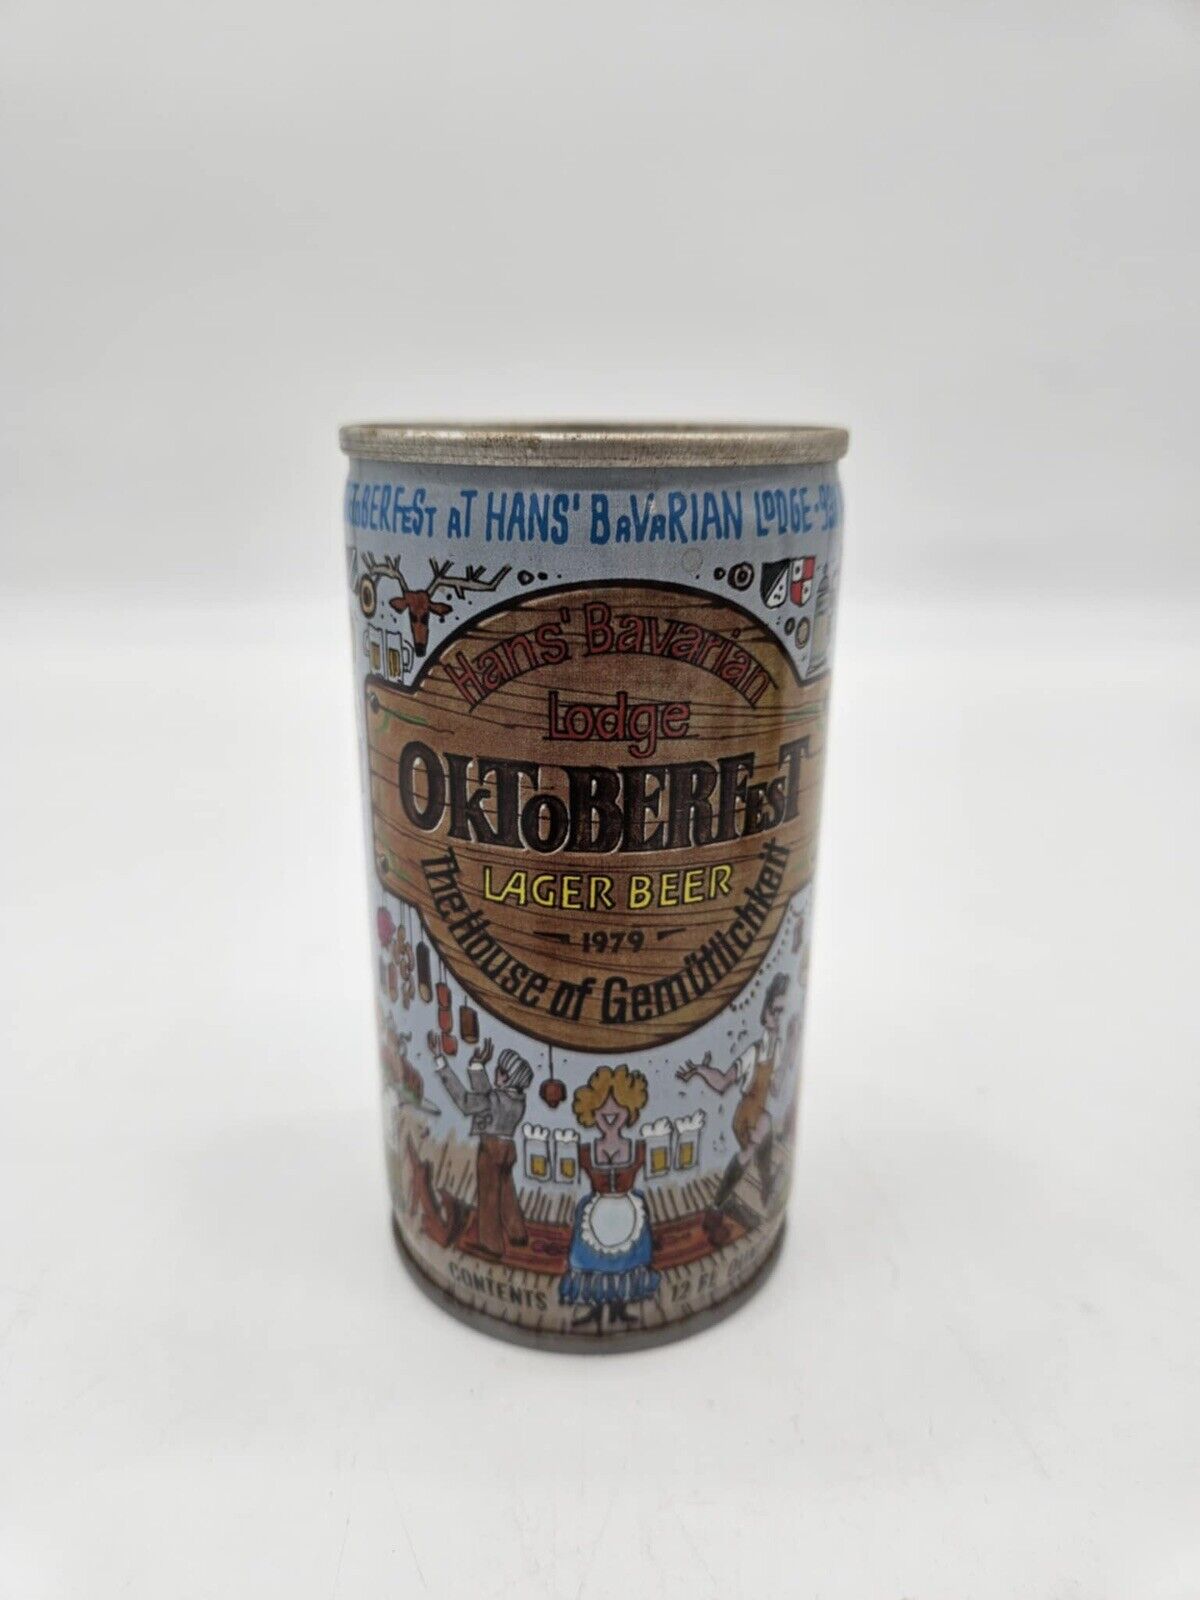 OKTOBERFEST AT HANS' BAVARIAN LODGE
Hans' Bavarian
Lodge
OKTOBERFEST
LAGER BEER
1979
The House of Gemütlichkeit
CONTENTS 12 FL